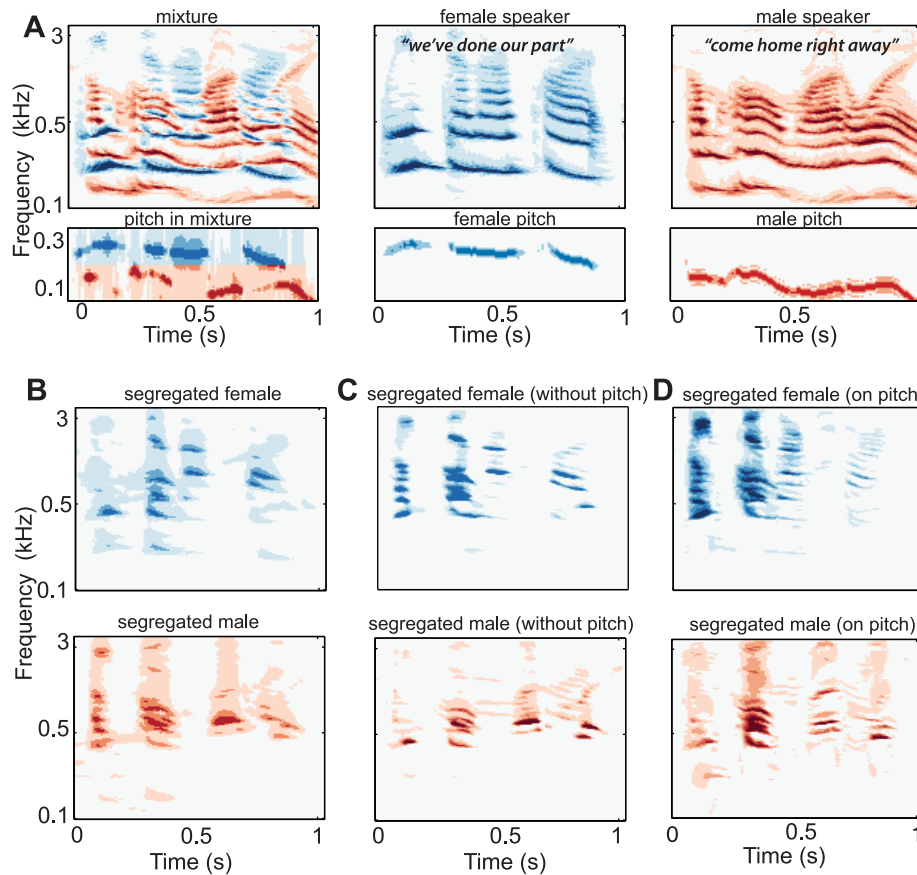 A
mixture
female speaker
male speaker
3
0.5
0.1
Frequency (kHz)
"we've done our part"
"come home right away"
pitch in mixture
female pitch
male pitch
0.3
0.1
0 0.5 1
Time (s)
0 0.5 1
Time (s)
0 0.5 1
Time (s)
B
segregated female
C
segregated female (without pitch)
D
segregated female (on pitch)
3
0.5
0.1
Frequency (kHz)
segregated male
segregated male (without pitch)
segregated male (on pitch)
3
0.5
0.1
0 0.5 1
Time (s)
0 0.5 1
Time (s)
0 0.5 1
Time (s)